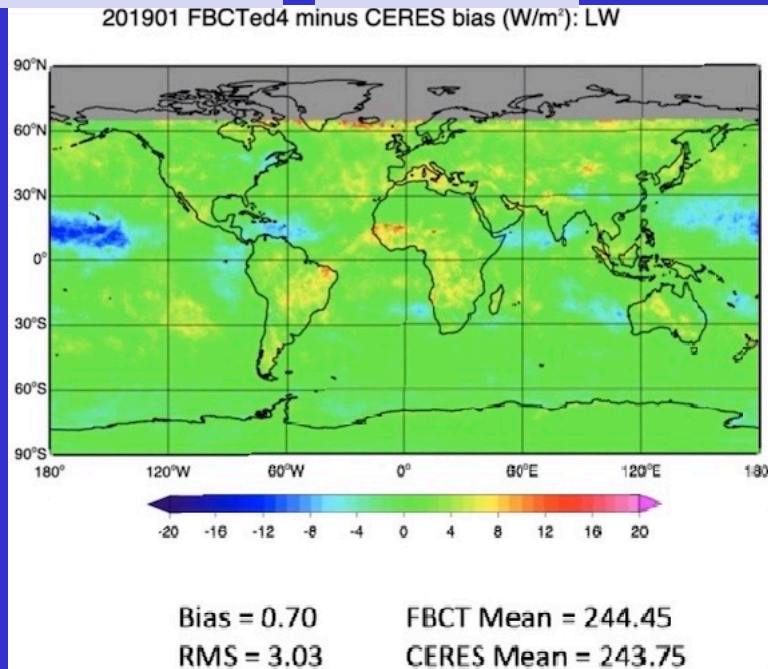 201901 FBCTed4 minus CERES bias (W/m²): LW
90°N
60°N
30°N
0°
30°S
60°S
90°S
180° 120°W 60°W 0° 60°E 120°E 180
-20 -16 -12 -8 -4 0 4 8 12 16 20
Bias = 0.70 FBCT Mean = 244.45
RMS = 3.03 CERES Mean = 243.75